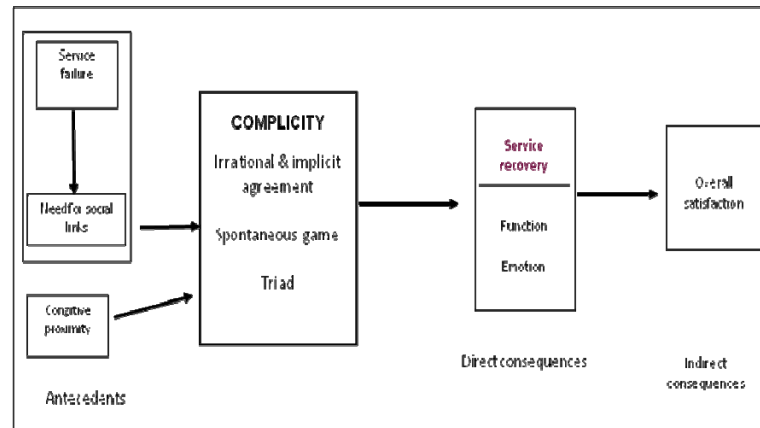 Service
failure
Need for social
links
Congitive
proximity
Antecedents
COMPLICITY
Irrational & implicit
agreement
Spontaneous game
Triad
Service
recovery
Function
Emotion
Direct consequences
Overall
satisfaction
Indirect
consequences